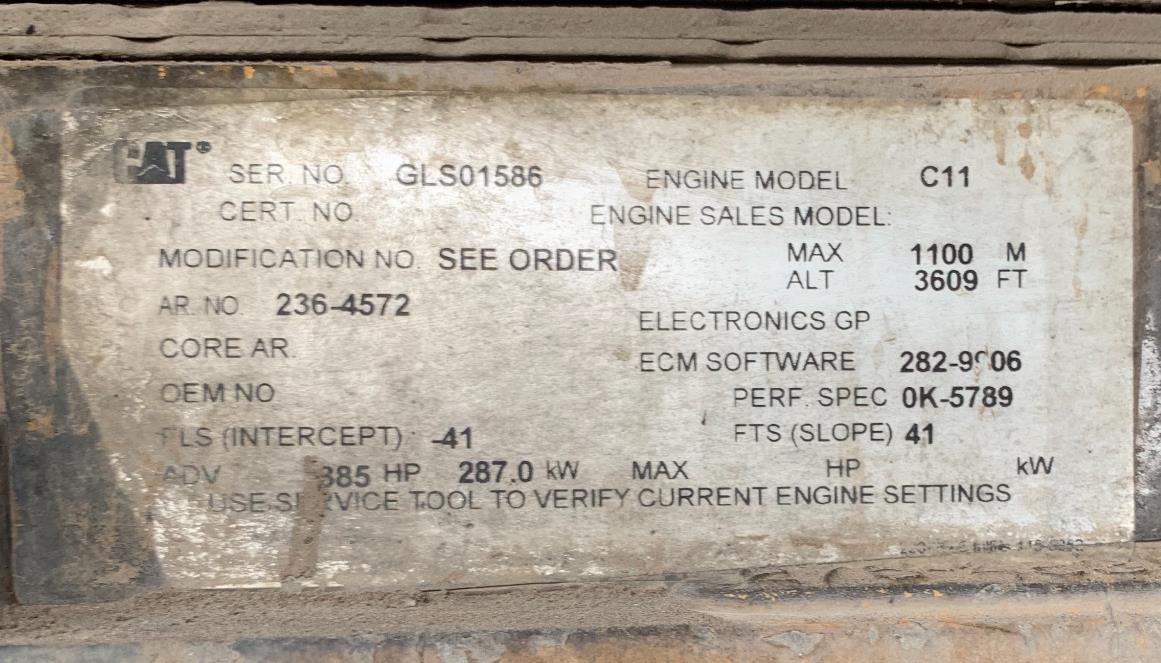 CAT®
SER. NO. GLS01586 ENGINE MODEL C11
CERT. NO. ENGINE SALES MODEL:
MODIFICATION NO. SEE ORDER MAX 1100 M
ALT 3609 FT
AR. NO. 236-4572
ELECTRONICS GP
CORE AR.
ECM SOFTWARE
OEM NO PERF. SPEC 0K-5789
FLS (INTERCEPT) -41 FTS (SLOPE) 41
ADV 385 HP 287.0 kW MAX HP kW
USE SERVICE TOOL TO VERIFY CURRENT ENGINE SETTINGS